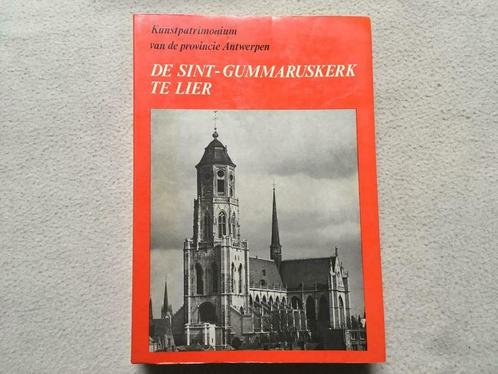 Kunstpatrimonium
van de provincie Antwerpen
DE SINT-GUMMARUSKERK
TE LIER